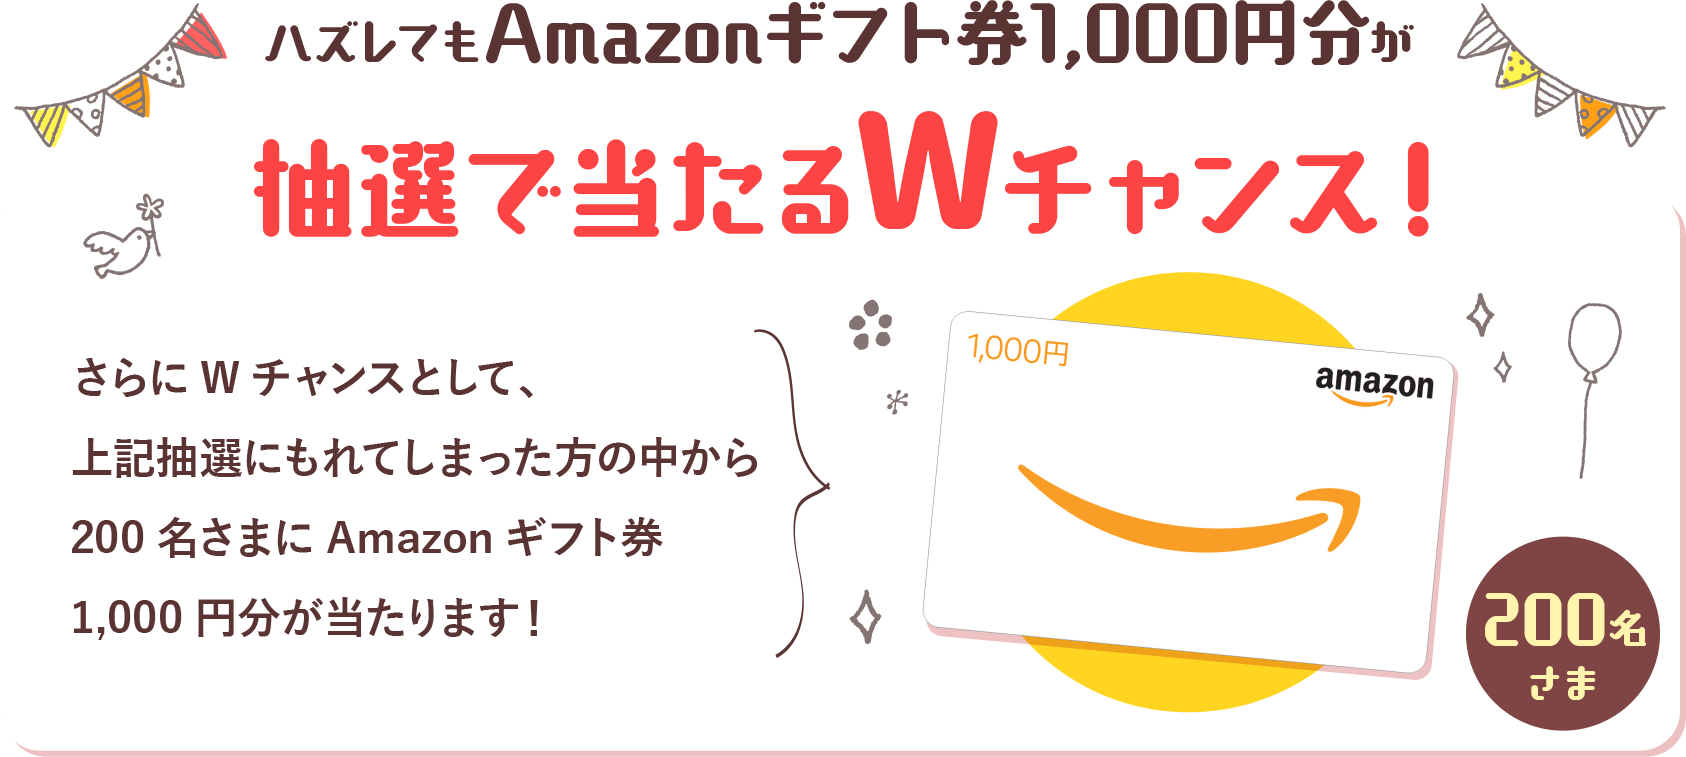 ハズレてもAmazonギフト券1,000円分が
抽選で当たるWチャンス！
さらに W チャンスとして、
上記抽選にもれてしまった方の中から
200 名さまに Amazon ギフト券
1,000 円分が当たります！
1,000円
amazon
200名
さま